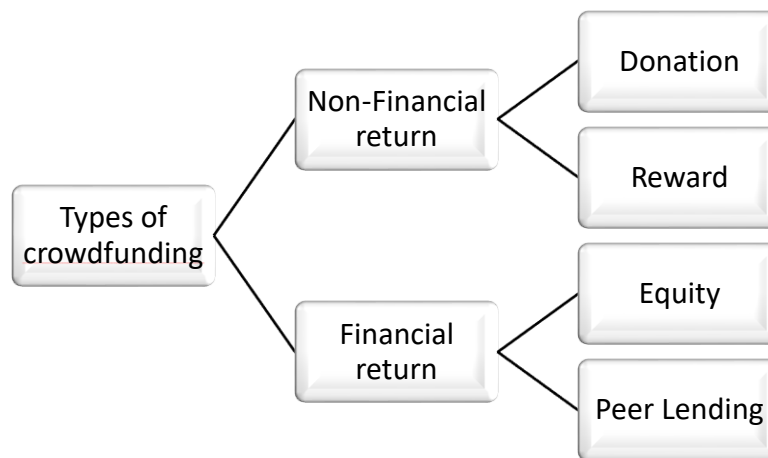 Types of
crowdfunding
Non-Financial
return
Donation
Reward
Financial
return
Equity
Peer Lending